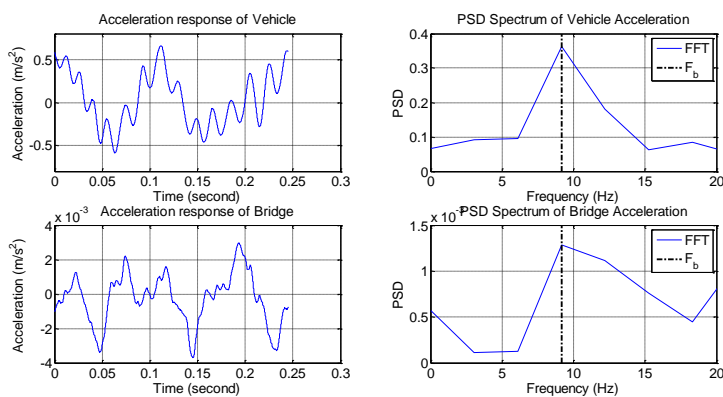 Acceleration response of Vehicle
Acceleration (m/s²)
0.5
0
-0.5
0 0.05 0.1 0.15 0.2 0.25 0.3
Time (second)
PSD Spectrum of Vehicle Acceleration
PSD
0.4
0.3
0.2
0.1
0
0 5 10 15 20
Frequency (Hz)
FFT
F_b
x 10⁻³
Acceleration response of Bridge
Acceleration (m/s²)
4
2
0
-2
-4
0 0.05 0.1 0.15 0.2 0.25 0.3
Time (second)
x 10
PSD Spectrum of Bridge Acceleration
PSD
1.5
1
0.5
0
0 5 10 15 20
Frequency (Hz)
FFT
F_b